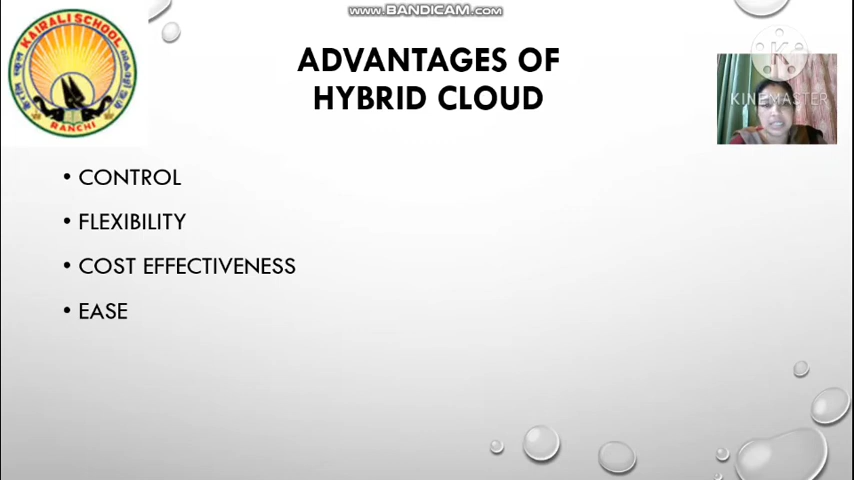 WWW.BANDICAM.COM
KAIRALI SCHOOL
RANCHI
ADVANTAGES OF
HYBRID CLOUD
KINEMASTER
• CONTROL
• FLEXIBILITY
• COST EFFECTIVENESS
• EASE